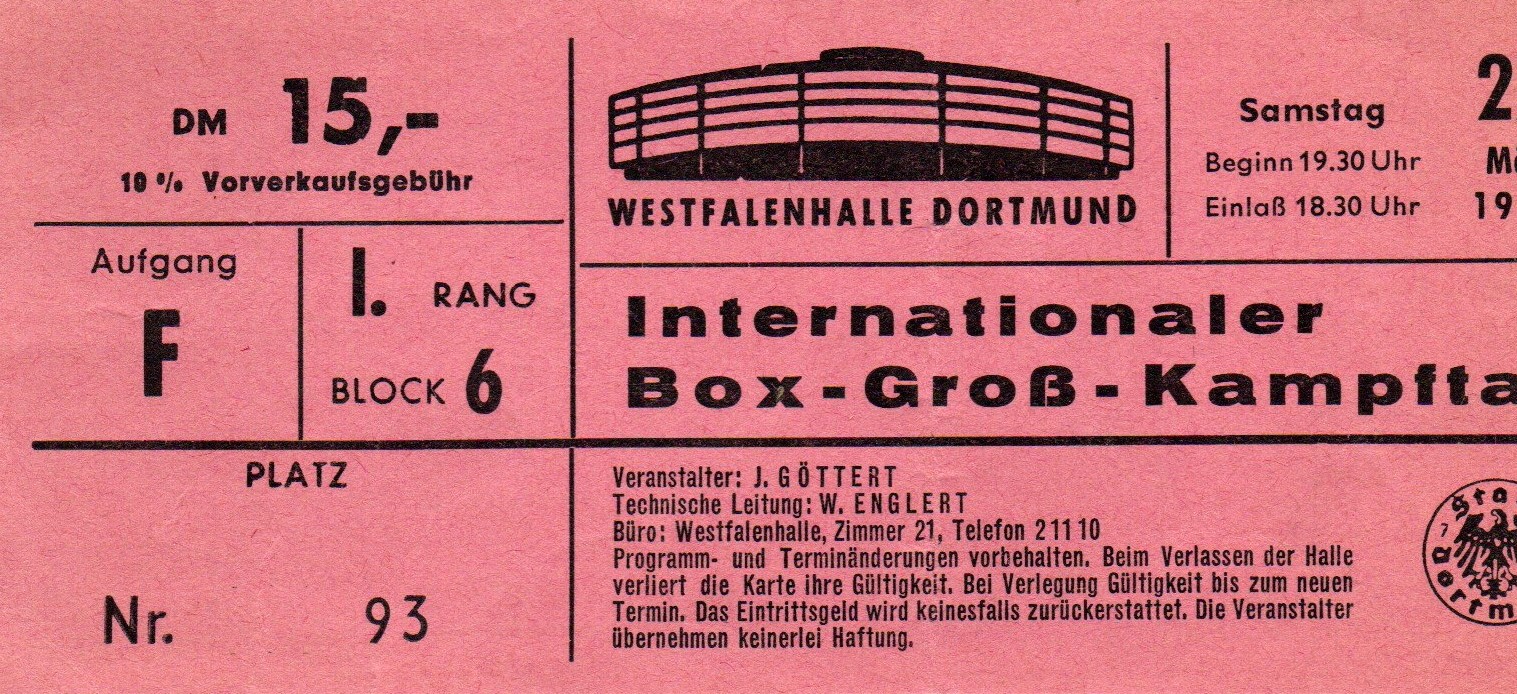 DM 15,-
10 % Vorverkaufsgebühr
Aufgang
F
I. RANG
BLOCK 6
PLATZ
Nr. 93
WESTFALENHALLE DORTMUND
Samstag 2
Beginn 19.30 Uhr Mä
Einlaß 18.30 Uhr 19
Internationaler
Box-Groß-Kampfta
Veranstalter: J. GÖTTERT
Technische Leitung: W. ENGLERT
Büro: Westfalenhalle, Zimmer 21, Telefon 21110
Programm- und Terminänderungen vorbehalten. Beim Verlassen der Halle
verliert die Karte ihre Gültigkeit. Bei Verlegung Gültigkeit bis zum neuen
Termin. Das Eintrittsgeld wird keinesfalls zurückerstattet. Die Veranstalter
übernehmen keinerlei Haftung.